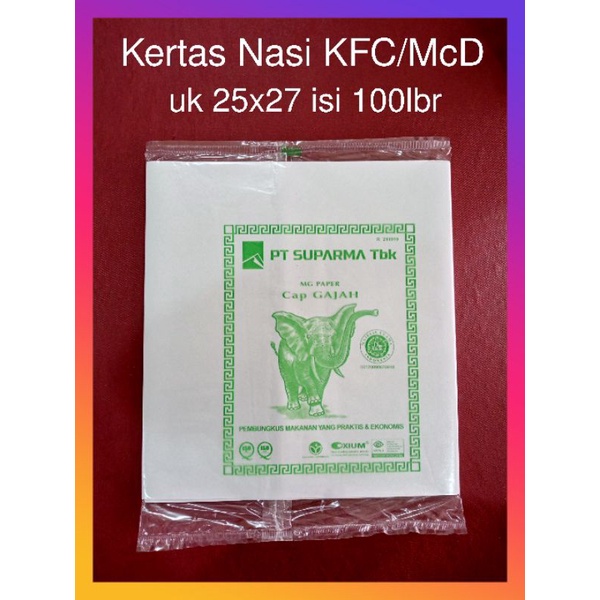 Kertas Nasi KFC/McD
uk 25x27 isi 100lbr
PT SUPARMA Tbk
MG PAPER
Cap GAJAH
PEMBUNGKUS MAKANAN YANG PRAKTIS & EKONOMIS
OXIUM